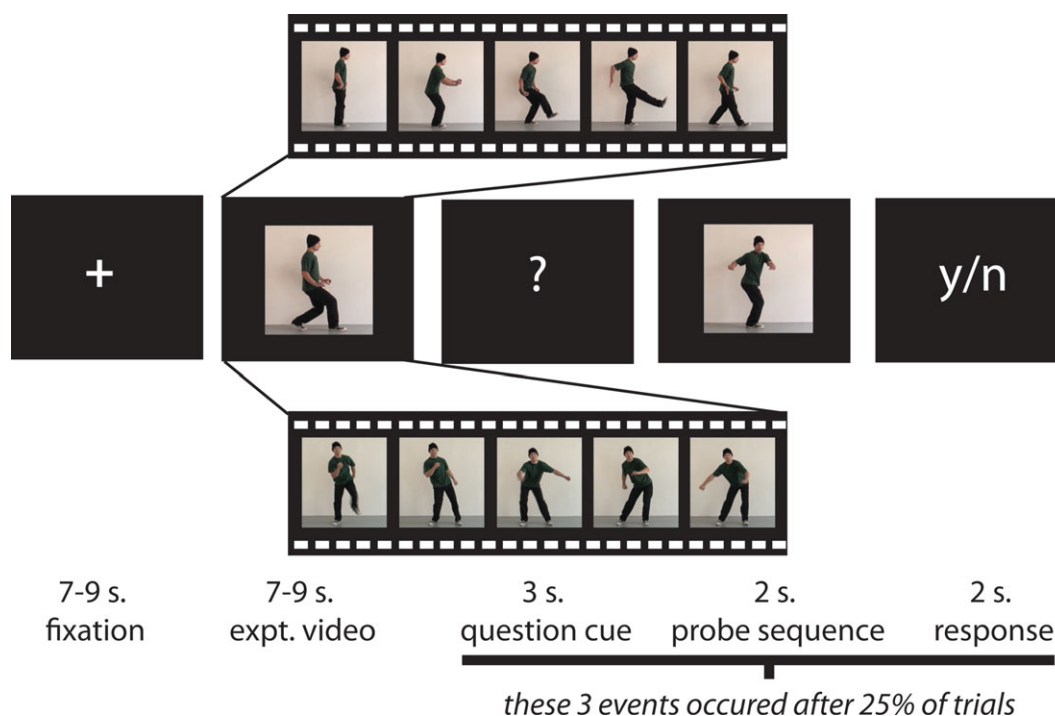 +
?
y/n
7-9 s.
fixation
7-9 s.
expt. video
3 s.
question cue
2 s.
probe sequence
2 s.
response
these 3 events occured after 25% of trials